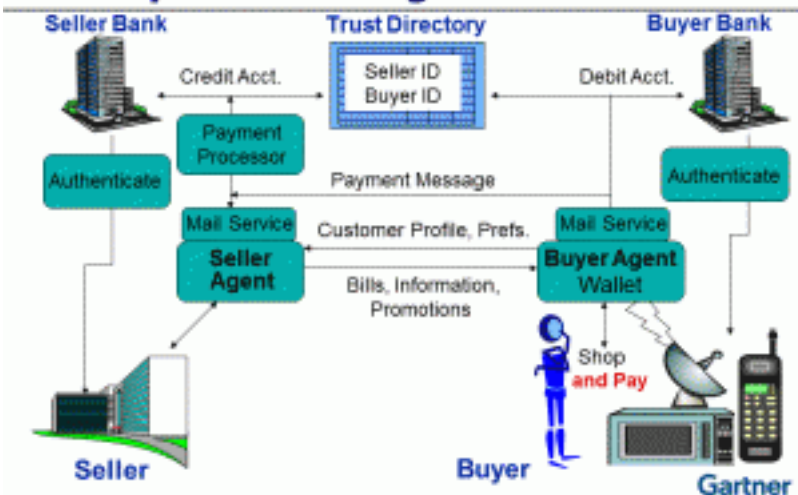 Seller Bank
Trust Directory
Buyer Bank
Credit Acct.
Seller ID
Buyer ID
Debit Acct.
Payment
Processor
Authenticate
Payment Message
Authenticate
Mail Service
Customer Profile, Prefs.
Mail Service
Seller
Agent
Buyer Agent
Wallet
Bills, Information,
Promotions
Shop
and Pay
Seller
Buyer
Gartner